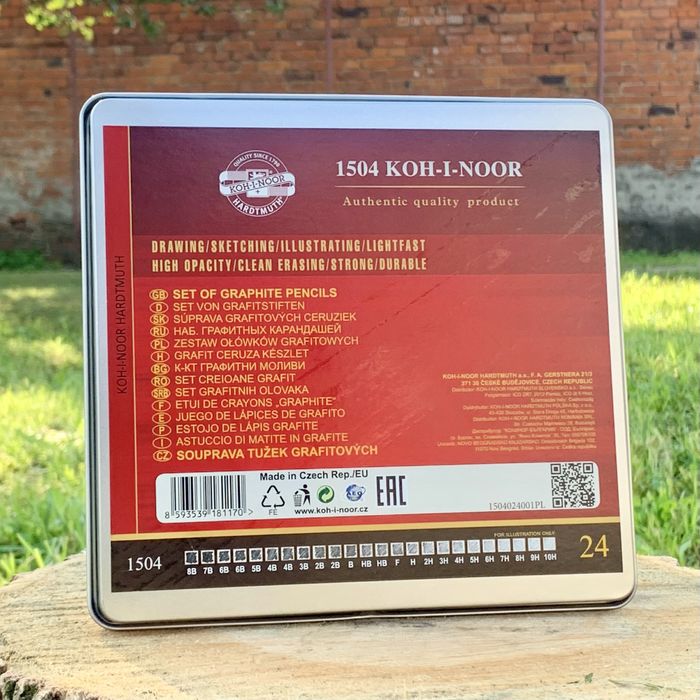 QUALITY SINCE 1790
KOH-I-NOOR
HARDTMUTH
1504 KOH-I-NOOR
Authentic quality product
KOH-I-NOOR HARDTMUTH
DRAWING/SKETCHING/ILLUSTRATING/LIGHTFAST
HIGH OPACITY/CLEAN ERASING/STRONG/DURABLE
GB SET OF GRAPHITE PENCILS
D SET VON GRAFITSTIFTEN
SK SÚPRAVA GRAFITOVÝCH CERUZIEK
RU НАБ. ГРАФИТНЫХ КАРАНДАШЕЙ
PL ZESTAW OŁÓWKÓW GRAFITOWYCH
H GRAFIT CERUZA KÉSZLET
BG К-КТ ГРАФИТНИ МОЛИВИ
RO SET CREIOANE GRAFIT
SRB SET GRAFITNIH OLOVAKA
F ETUI DE CRAYONS „GRAPHITE"
E JUEGO DE LÁPICES DE GRAFITO
P ESTOJO DE LÁPIS GRAFITE
I ASTUCCIO DI MATITE IN GRAFITE
CZ SOUPRAVA TUŽEK GRAFITOVÝCH
KOH-I-NOOR HARDTMUTH a.s., F. A. GERSTNERA 21/3
371 30 ČESKÉ BUDĚJOVICE, CZECH REPUBLIC
8 593539 181170 >
Made in Czech Rep./EU
FE
www.koh-i-noor.cz
EAC
1504024001PL
FOR ILLUSTRATION ONLY
1504
8B 7B 6B 6B 5B 4B 4B 3B 2B 2B B HB HB F H 2H 3H 4H 5H 6H 7H 8H 9H 10H
24